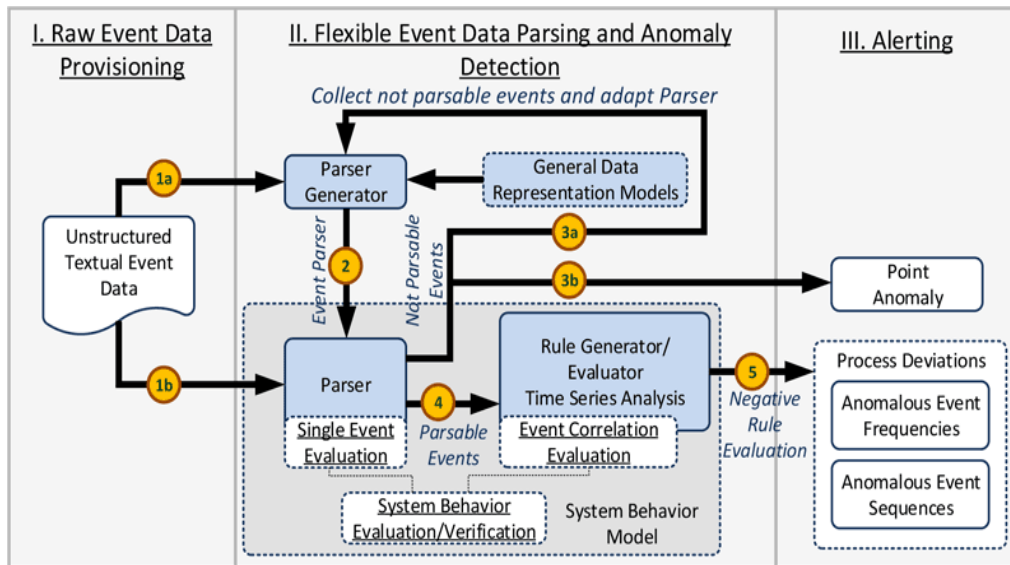 I. Raw Event Data
Provisioning
II. Flexible Event Data Parsing and Anomaly
Detection
III. Alerting
Collect not parsable events and adapt Parser
1a
Parser
Generator
General Data
Representation Models
Unstructured
Textual Event
Data
2
Event Parser
Not Parsable
Events
3a
3b
Point
Anomaly
1b
Parser
Single Event
Evaluation
4
Parsable
Events
Rule Generator/
Evaluator
Time Series Analysis
Event Correlation
Evaluation
5
Negative
Rule
Evaluation
Process Deviations
Anomalous Event
Frequencies
Anomalous Event
Sequences
System Behavior
Evaluation/Verification
System Behavior
Model